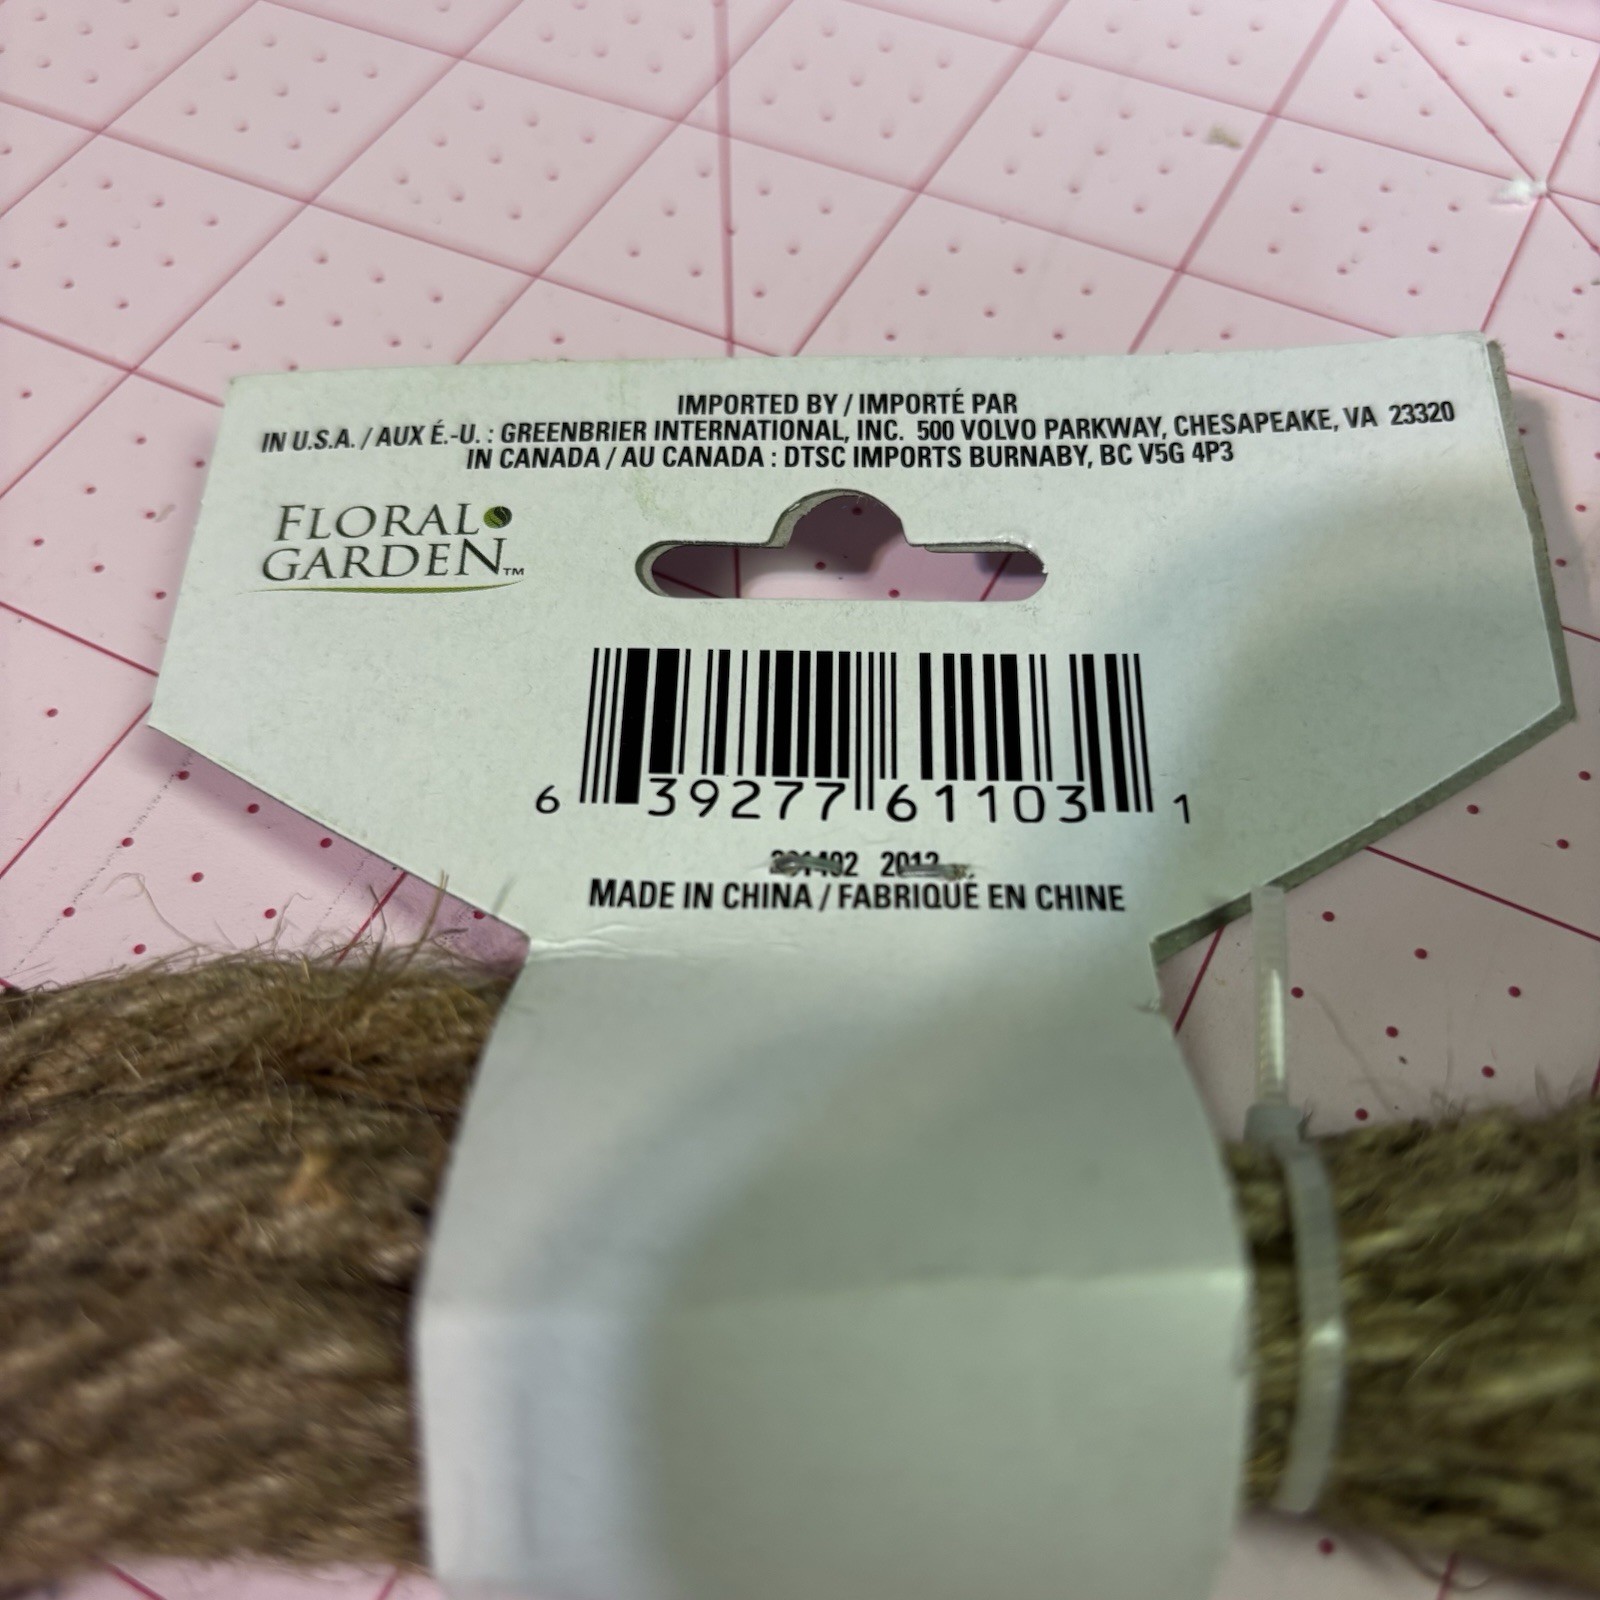 IMPORTED BY / IMPORTÉ PAR
IN U.S.A. / AUX É.-U. : GREENBRIER INTERNATIONAL, INC. 500 VOLVO PARKWAY, CHESAPEAKE, VA 23320
IN CANADA / AU CANADA : DTSC IMPORTS BURNABY, BC V5G 4P3
FLORAL
GARDEN™
6 39277 61103 1
MADE IN CHINA / FABRIQUÉ EN CHINE